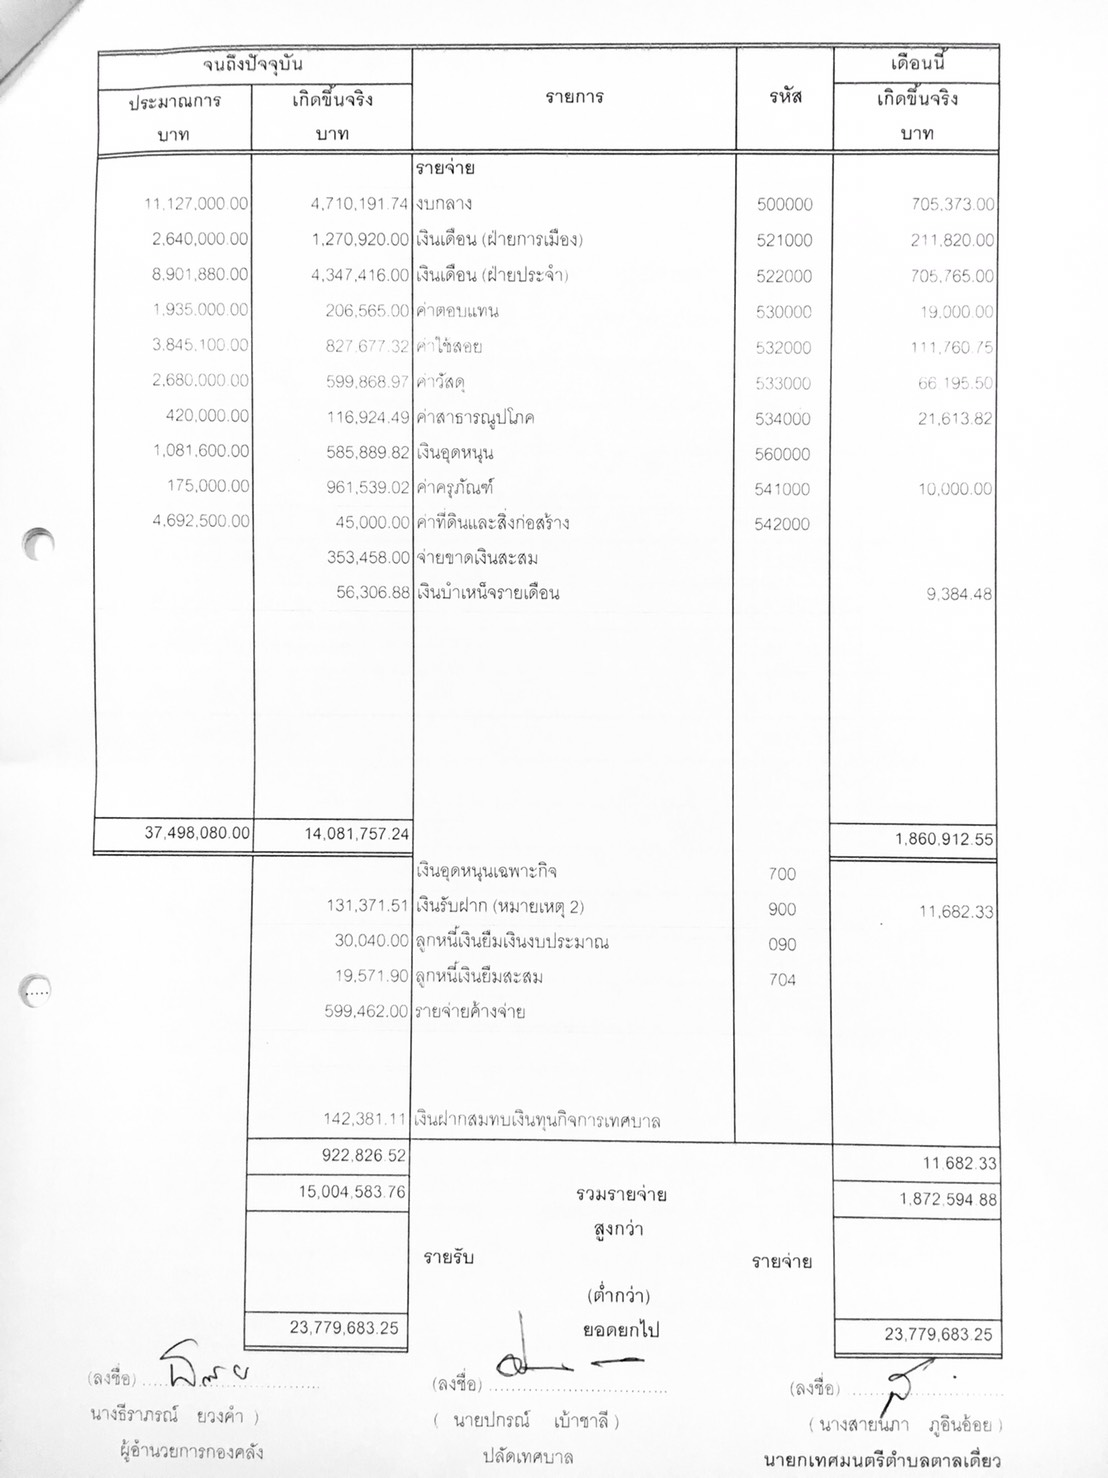 จนถึงปัจจุบัน เดือนนี้
ประมาณการ เกิดขึ้นจริง รายการ รหัส เกิดขึ้นจริง
บาท บาท บาท
รายจ่าย
11,127,000.00 4,710,191.74 งบกลาง 500000 705,373.00
2,640,000.00 1,270,920.00 เงินเดือน (ฝ่ายการเมือง) 521000 211,820.00
8,901,880.00 4,347,416.00 เงินเดือน (ฝ่ายประจำ) 522000 705,765.00
1,935,000.00 206,565.00 ค่าตอบแทน 530000 19,000.00
3,845,100.00 827,677.32 ค่าใช้สอย 532000 111,760.75
2,680,000.00 599,868.97 ค่าวัสดุ 533000 66,195.50
420,000.00 116,924.49 ค่าสาธารณูปโภค 534000 21,613.82
1,081,600.00 585,889.82 เงินอุดหนุน 560000
175,000.00 961,539.02 ค่าครุภัณฑ์ 541000 10,000.00
4,692,500.00 45,000.00 ค่าที่ดินและสิ่งก่อสร้าง 542000
353,458.00 จ่ายขาดเงินสะสม
56,306.88 เงินบำเหน็จรายเดือน 9,384.48
37,498,080.00 14,081,757.24 1,860,912.55
เงินอุดหนุนเฉพาะกิจ 700
131,371.51 เงินรับฝาก (หมายเหตุ 2) 900 11,682.33
30,040.00 ลูกหนี้เงินยืมเงินงบประมาณ 090
19,571.90 ลูกหนี้เงินยืมสะสม 704
599,462.00 รายจ่ายค้างจ่าย
142,381.11 เงินฝากสมทบเงินทุนกิจการเทศบาล
922,826.52 11,682.33
15,004,583.76 รวมรายจ่าย 1,872,594.88
สูงกว่า
รายรับ รายจ่าย
(ต่ำกว่า)
23,779,683.25 ยอดยกไป 23,779,683.25
(ลงชื่อ) (ลงชื่อ) (ลงชื่อ)
นางธีราภรณ์ ยวงคำ ) ( นายปกรณ์ เบ้าชาลี ) ( นางสายนภา ภูอินอ้อย )
ผู้อำนวยการกองคลัง ปลัดเทศบาล นายกเทศมนตรีตำบลตาลเดี่ยว